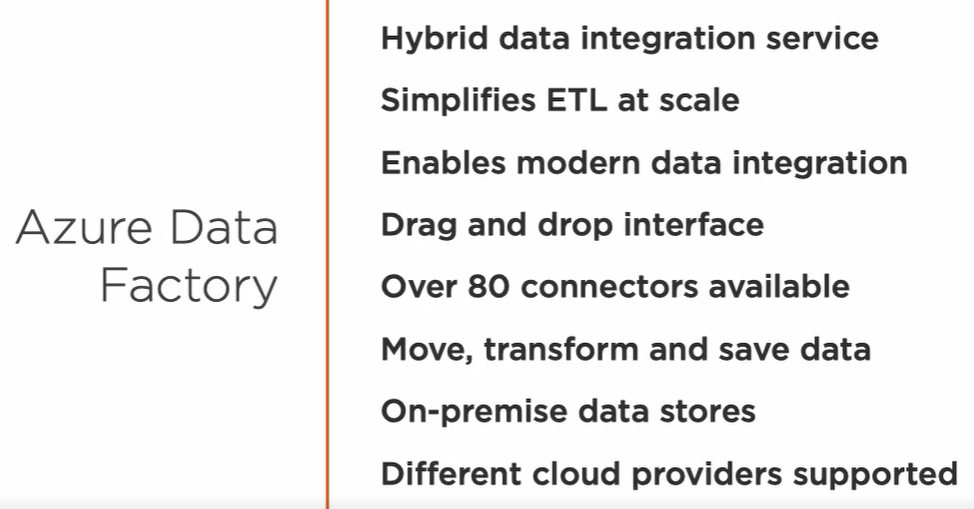 Azure Data
Factory
Hybrid data integration service
Simplifies ETL at scale
Enables modern data integration
Drag and drop interface
Over 80 connectors available
Move, transform and save data
On-premise data stores
Different cloud providers supported